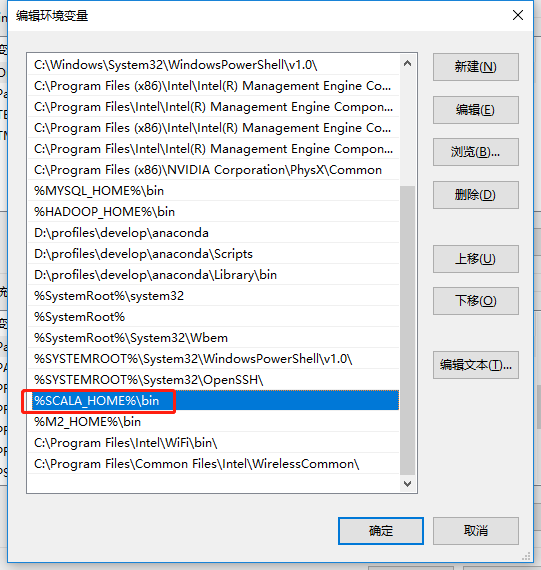 编辑环境变量
C:\Windows\System32\WindowsPowerShell\v1.0\
C:\Program Files (x86)\Intel\Intel(R) Management Engine Co...
C:\Program Files\Intel\Intel(R) Management Engine Compon...
C:\Program Files (x86)\Intel\Intel(R) Management Engine Co...
C:\Program Files\Intel\Intel(R) Management Engine Compon...
C:\Program Files (x86)\NVIDIA Corporation\PhysX\Common
%MYSQL_HOME%\bin
%HADOOP_HOME%\bin
D:\profiles\develop\anaconda
D:\profiles\develop\anaconda\Scripts
D:\profiles\develop\anaconda\Library\bin
%SystemRoot%\system32
%SystemRoot%
%SystemRoot%\System32\Wbem
%SYSTEMROOT%\System32\WindowsPowerShell\v1.0\
%SYSTEMROOT%\System32\OpenSSH\
%SCALA_HOME%\bin
%M2_HOME%\bin
C:\Program Files\Intel\WiFi\bin\
C:\Program Files\Common Files\Intel\WirelessCommon\
新建(N)
编辑(E)
浏览(B)...
删除(D)
上移(U)
下移(O)
编辑文本(T)...
确定
取消